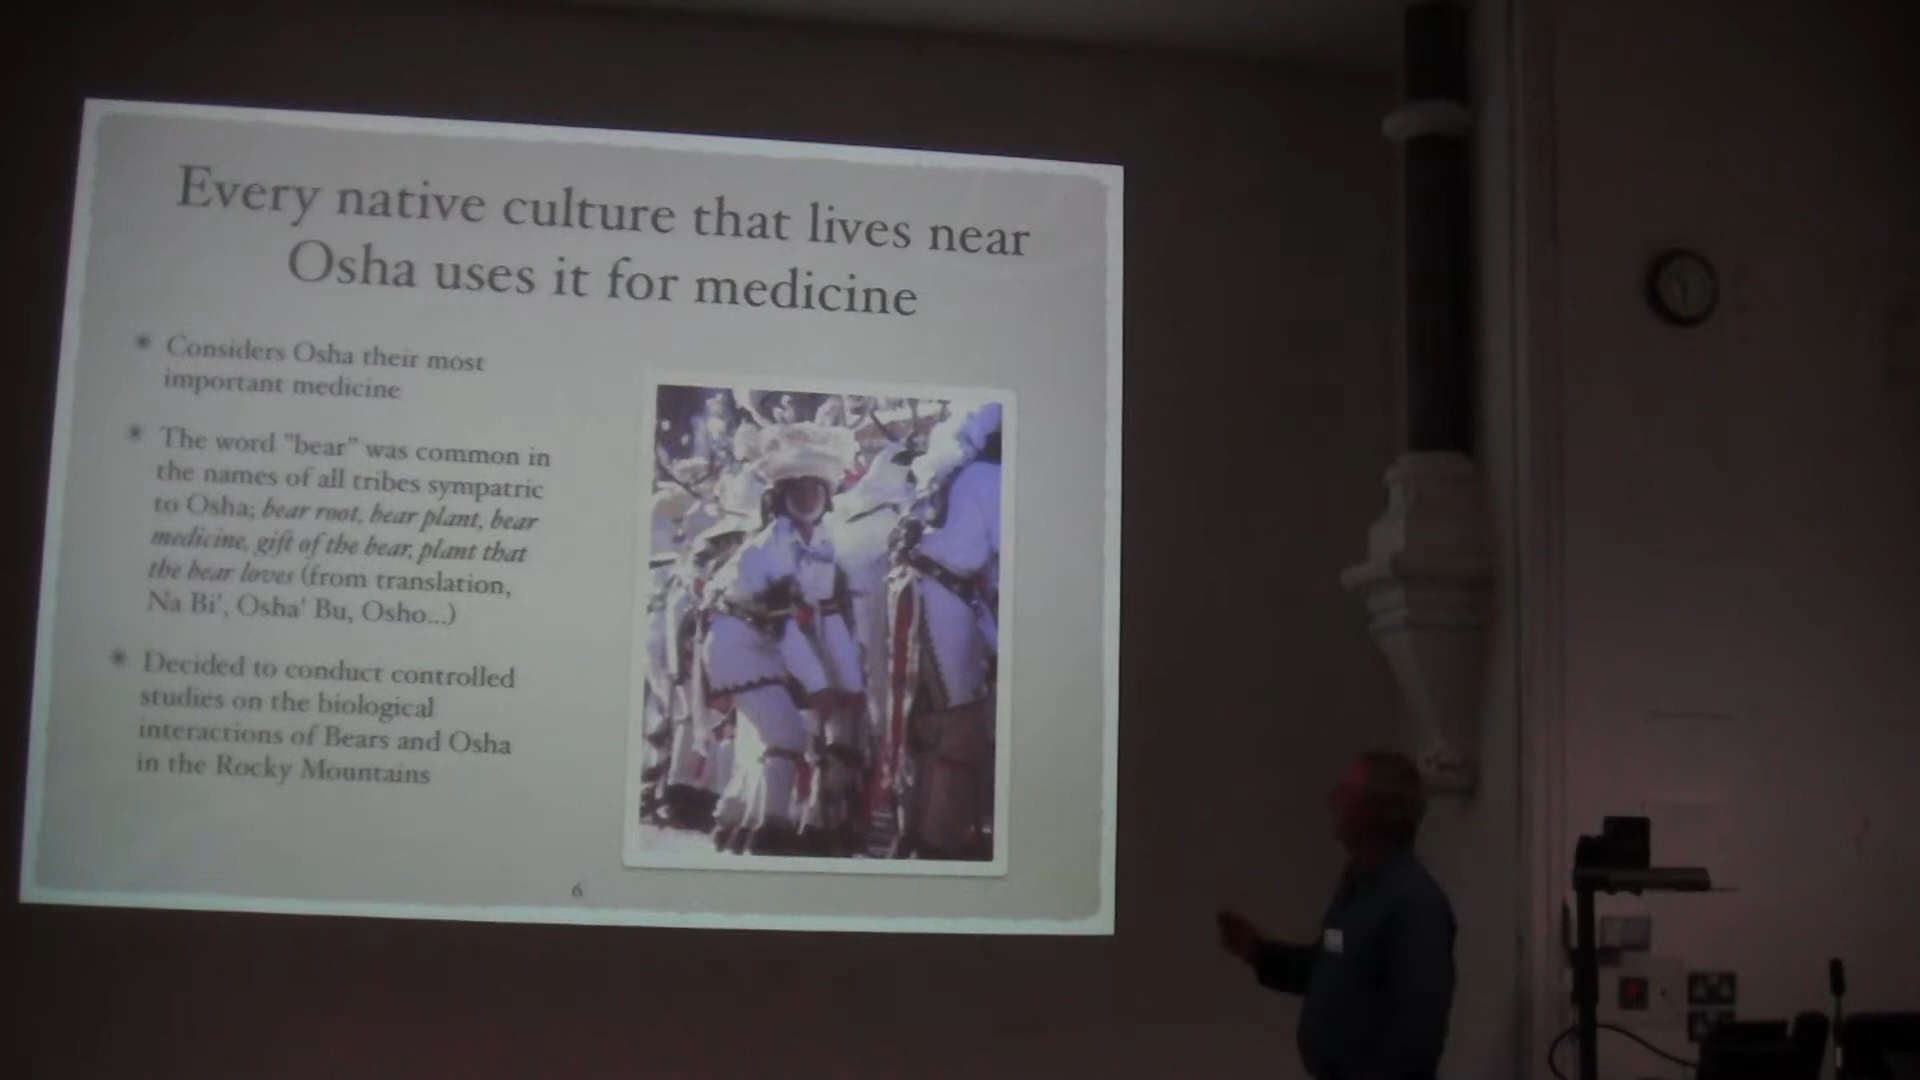 Every native culture that lives near
Osha uses it for medicine
Considers Osha their most
important medicine
The word "bear" was common in
the names of all tribes sympatric
to Osha; bear root, bear plant, bear
medicine, gift of the bear, plant that
the bear loves (from translation,
Na Bi', Osha' Bu, Osho...)
Decided to conduct controlled
studies on the biological
interactions of Bears and Osha
in the Rocky Mountains
6